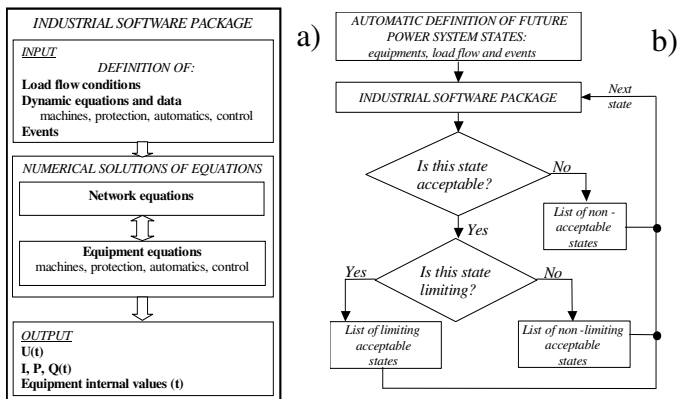 INDUSTRIAL SOFTWARE PACKAGE
INPUT
DEFINITION OF:
Load flow conditions
Dynamic equations and data
machines, protection, automatics, control
Events
NUMERICAL SOLUTIONS OF EQUATIONS
Network equations
Equipment equations
machines, protection, automatics, control
OUTPUT
U(t)
I, P, Q(t)
Equipment internal values (t)
a)
AUTOMATIC DEFINITION OF FUTURE
POWER SYSTEM STATES:
equipments, load flow and events
b)
INDUSTRIAL SOFTWARE PACKAGE
Next
state
Is this state
acceptable?
No
List of non -
acceptable
states
Yes
Is this state
limiting?
Yes
No
List of limiting
acceptable
states
List of non -limiting
acceptable
states